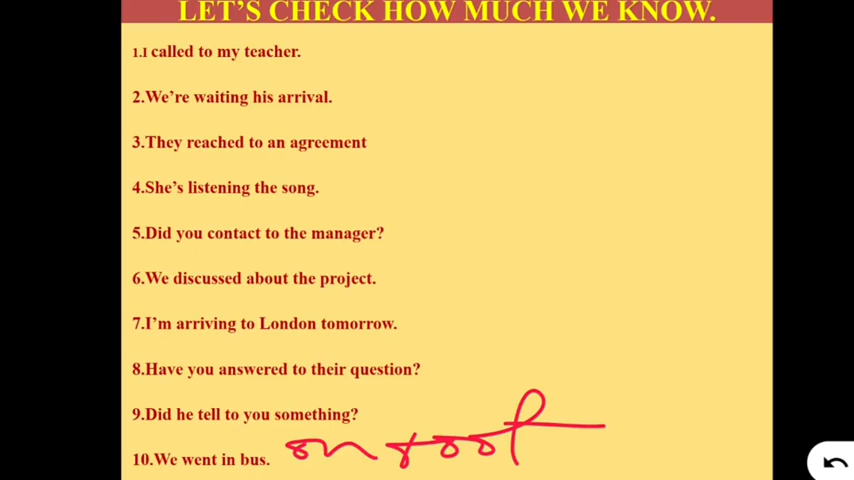 LET'S CHECK HOW MUCH WE KNOW.
1.I called to my teacher.
2.We're waiting his arrival.
3.They reached to an agreement
4.She's listening the song.
5.Did you contact to the manager?
6.We discussed about the project.
7.I'm arriving to London tomorrow.
8.Have you answered to their question?
9.Did he tell to you something?
10.We went in bus. on roof